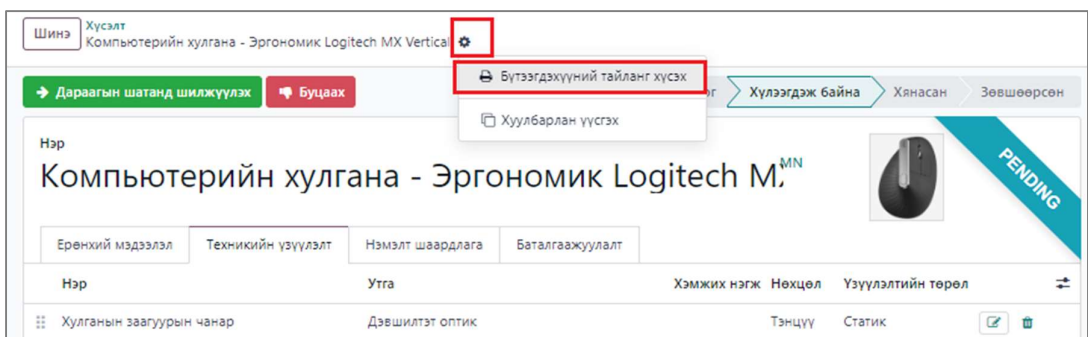 Шинэ
Хүсэлт
Компьютерийн хулгана - Эргономик Logitech MX Vertical
Бүтээгдэхүүний тайланг хүсэх
Хуулбарлан үүсгэх
Дараагын шатанд шилжүүлэх
Буцаах
Хүлээгдэж байна
Хянасан
Зөвшөөрсөн
Нэр
Компьютерийн хулгана - Эргономик Logitech M
MN
PENDING
Ерөнхий мэдээлэл Техникийн үзүүлэлт Нэмэлт шаардлага Баталгаажуулалт
Нэр Утга Хэмжих нэгж Нөхцөл Үзүүлэлтийн төрөл
Хулганын заагуурын чанар Дэвшилтэт оптик Тэнцүү Статик